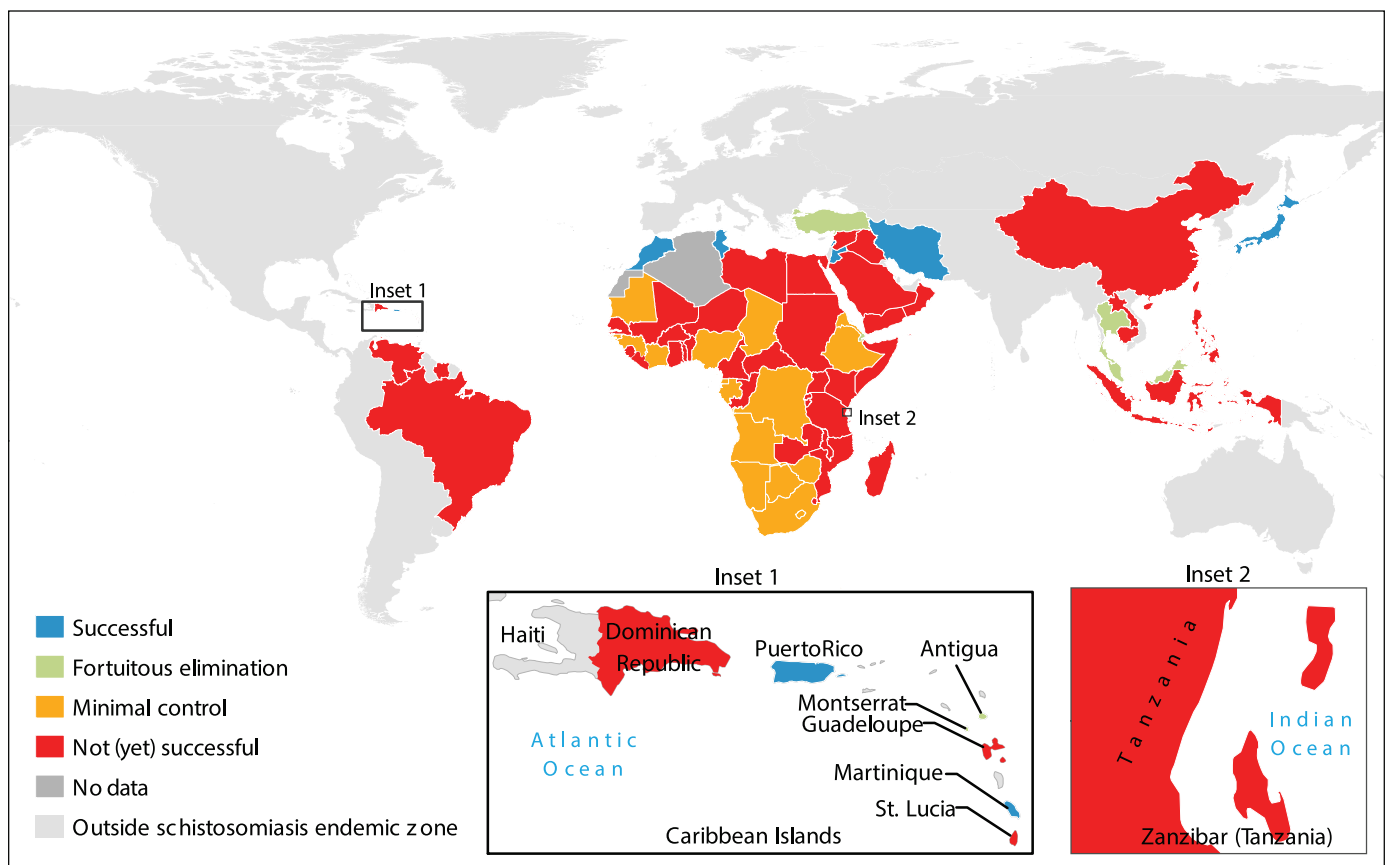 Inset 1
Inset 2
Successful
Fortuitous elimination
Minimal control
Not (yet) successful
No data
Outside schistosomiasis endemic zone
Inset 1
Haiti
Dominican
Republic
PuertoRico
Antigua
Montserrat
Guadeloupe
Atlantic
Ocean
Martinique
St. Lucia
Caribbean Islands
Inset 2
Tanzania
Indian
Ocean
Zanzibar (Tanzania)